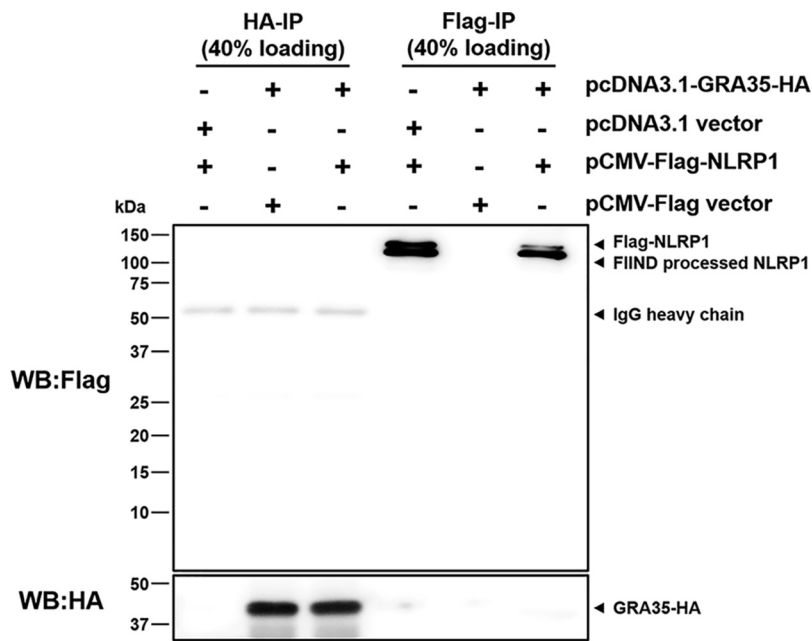 HA-IP
(40% loading)
Flag-IP
(40% loading)
- + + - + + pcDNA3.1-GRA35-HA
+ - - + - - pcDNA3.1 vector
+ - + + - + pCMV-Flag-NLRP1
- + - - + - pCMV-Flag vector
kDa
150
100
75
50
37
25
20
15
10
◄ Flag-NLRP1
◄ FIIND processed NLRP1
◄ IgG heavy chain
WB:Flag
50
37
WB:HA
◄ GRA35-HA